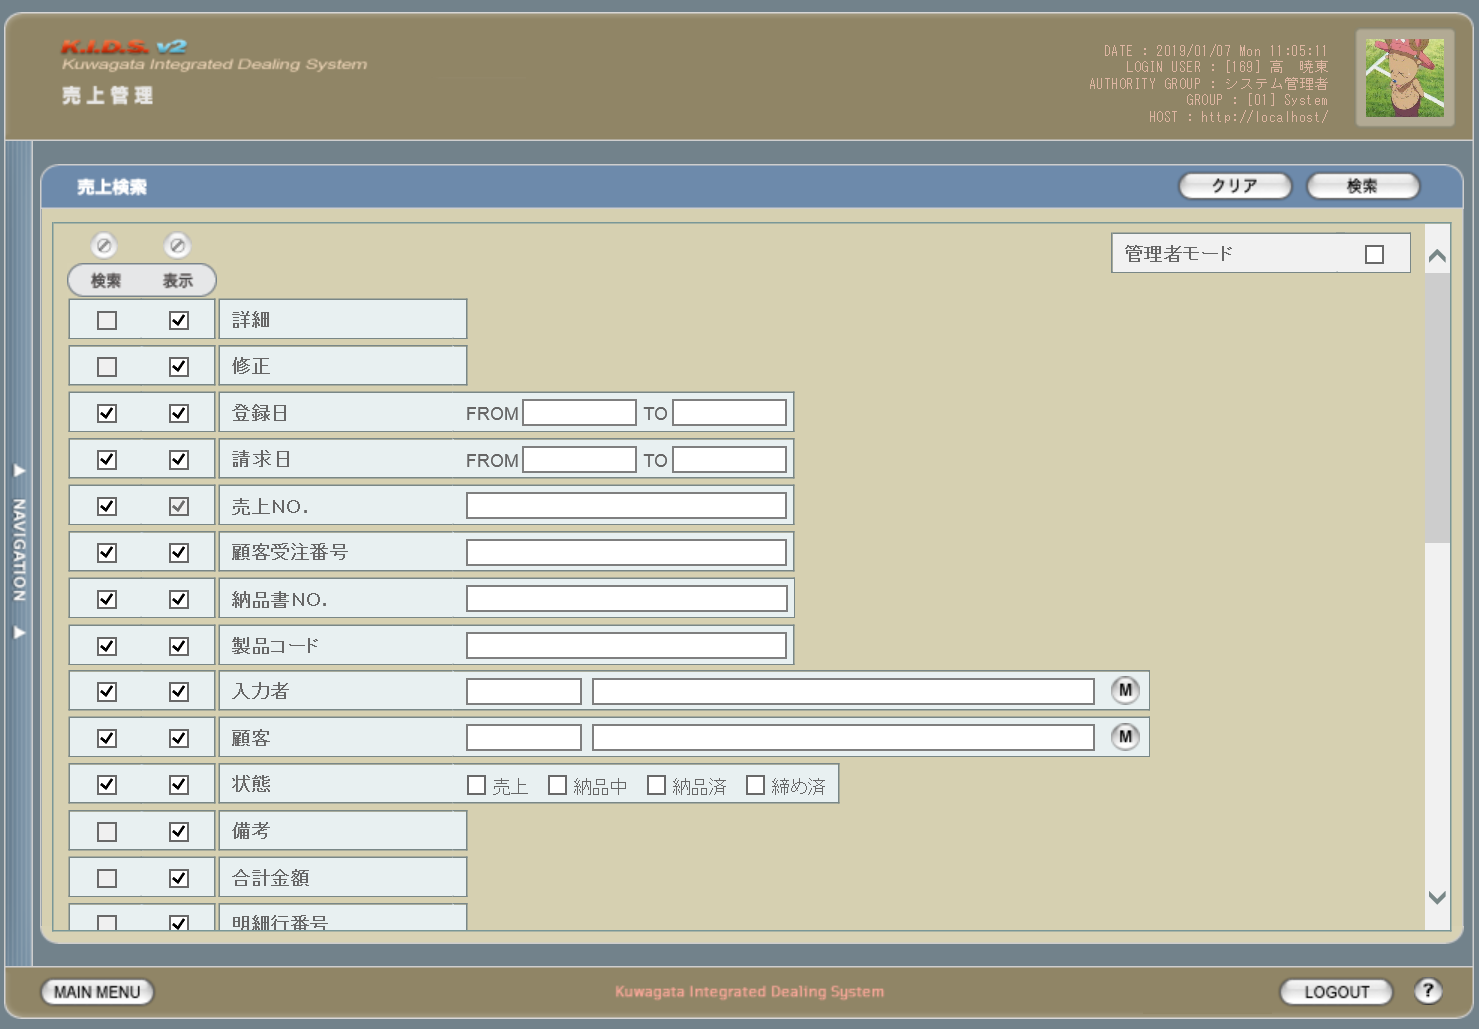 K.I.D.S. v2
Kuwagata Integrated Dealing System
売上管理
DATE : 2019/01/07 Mon 11:05:11
LOGIN USER : [169] 高　暁東
AUTHORITY GROUP : システム管理者
GROUP : [01] System
HOST : http://localhost/
売上検索
クリア
検索
管理者モード
検索 表示
詳細
修正
登録日 FROM TO
請求日 FROM TO
売上NO.
顧客受注番号
納品書NO.
製品コード
入力者 M
顧客 M
状態 売上 納品中 納品済 締め済
備考
合計金額
明細行番号
NAVIGATION
MAIN MENU
Kuwagata Integrated Dealing System
LOGOUT
?